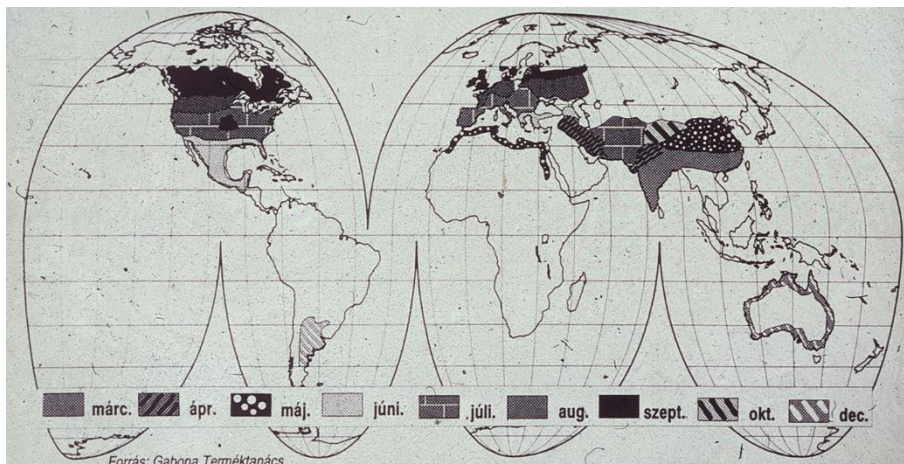 márc. ápr. máj. júni. júli. aug. szept. okt. dec.
Forrás: Gabona Terméktanács